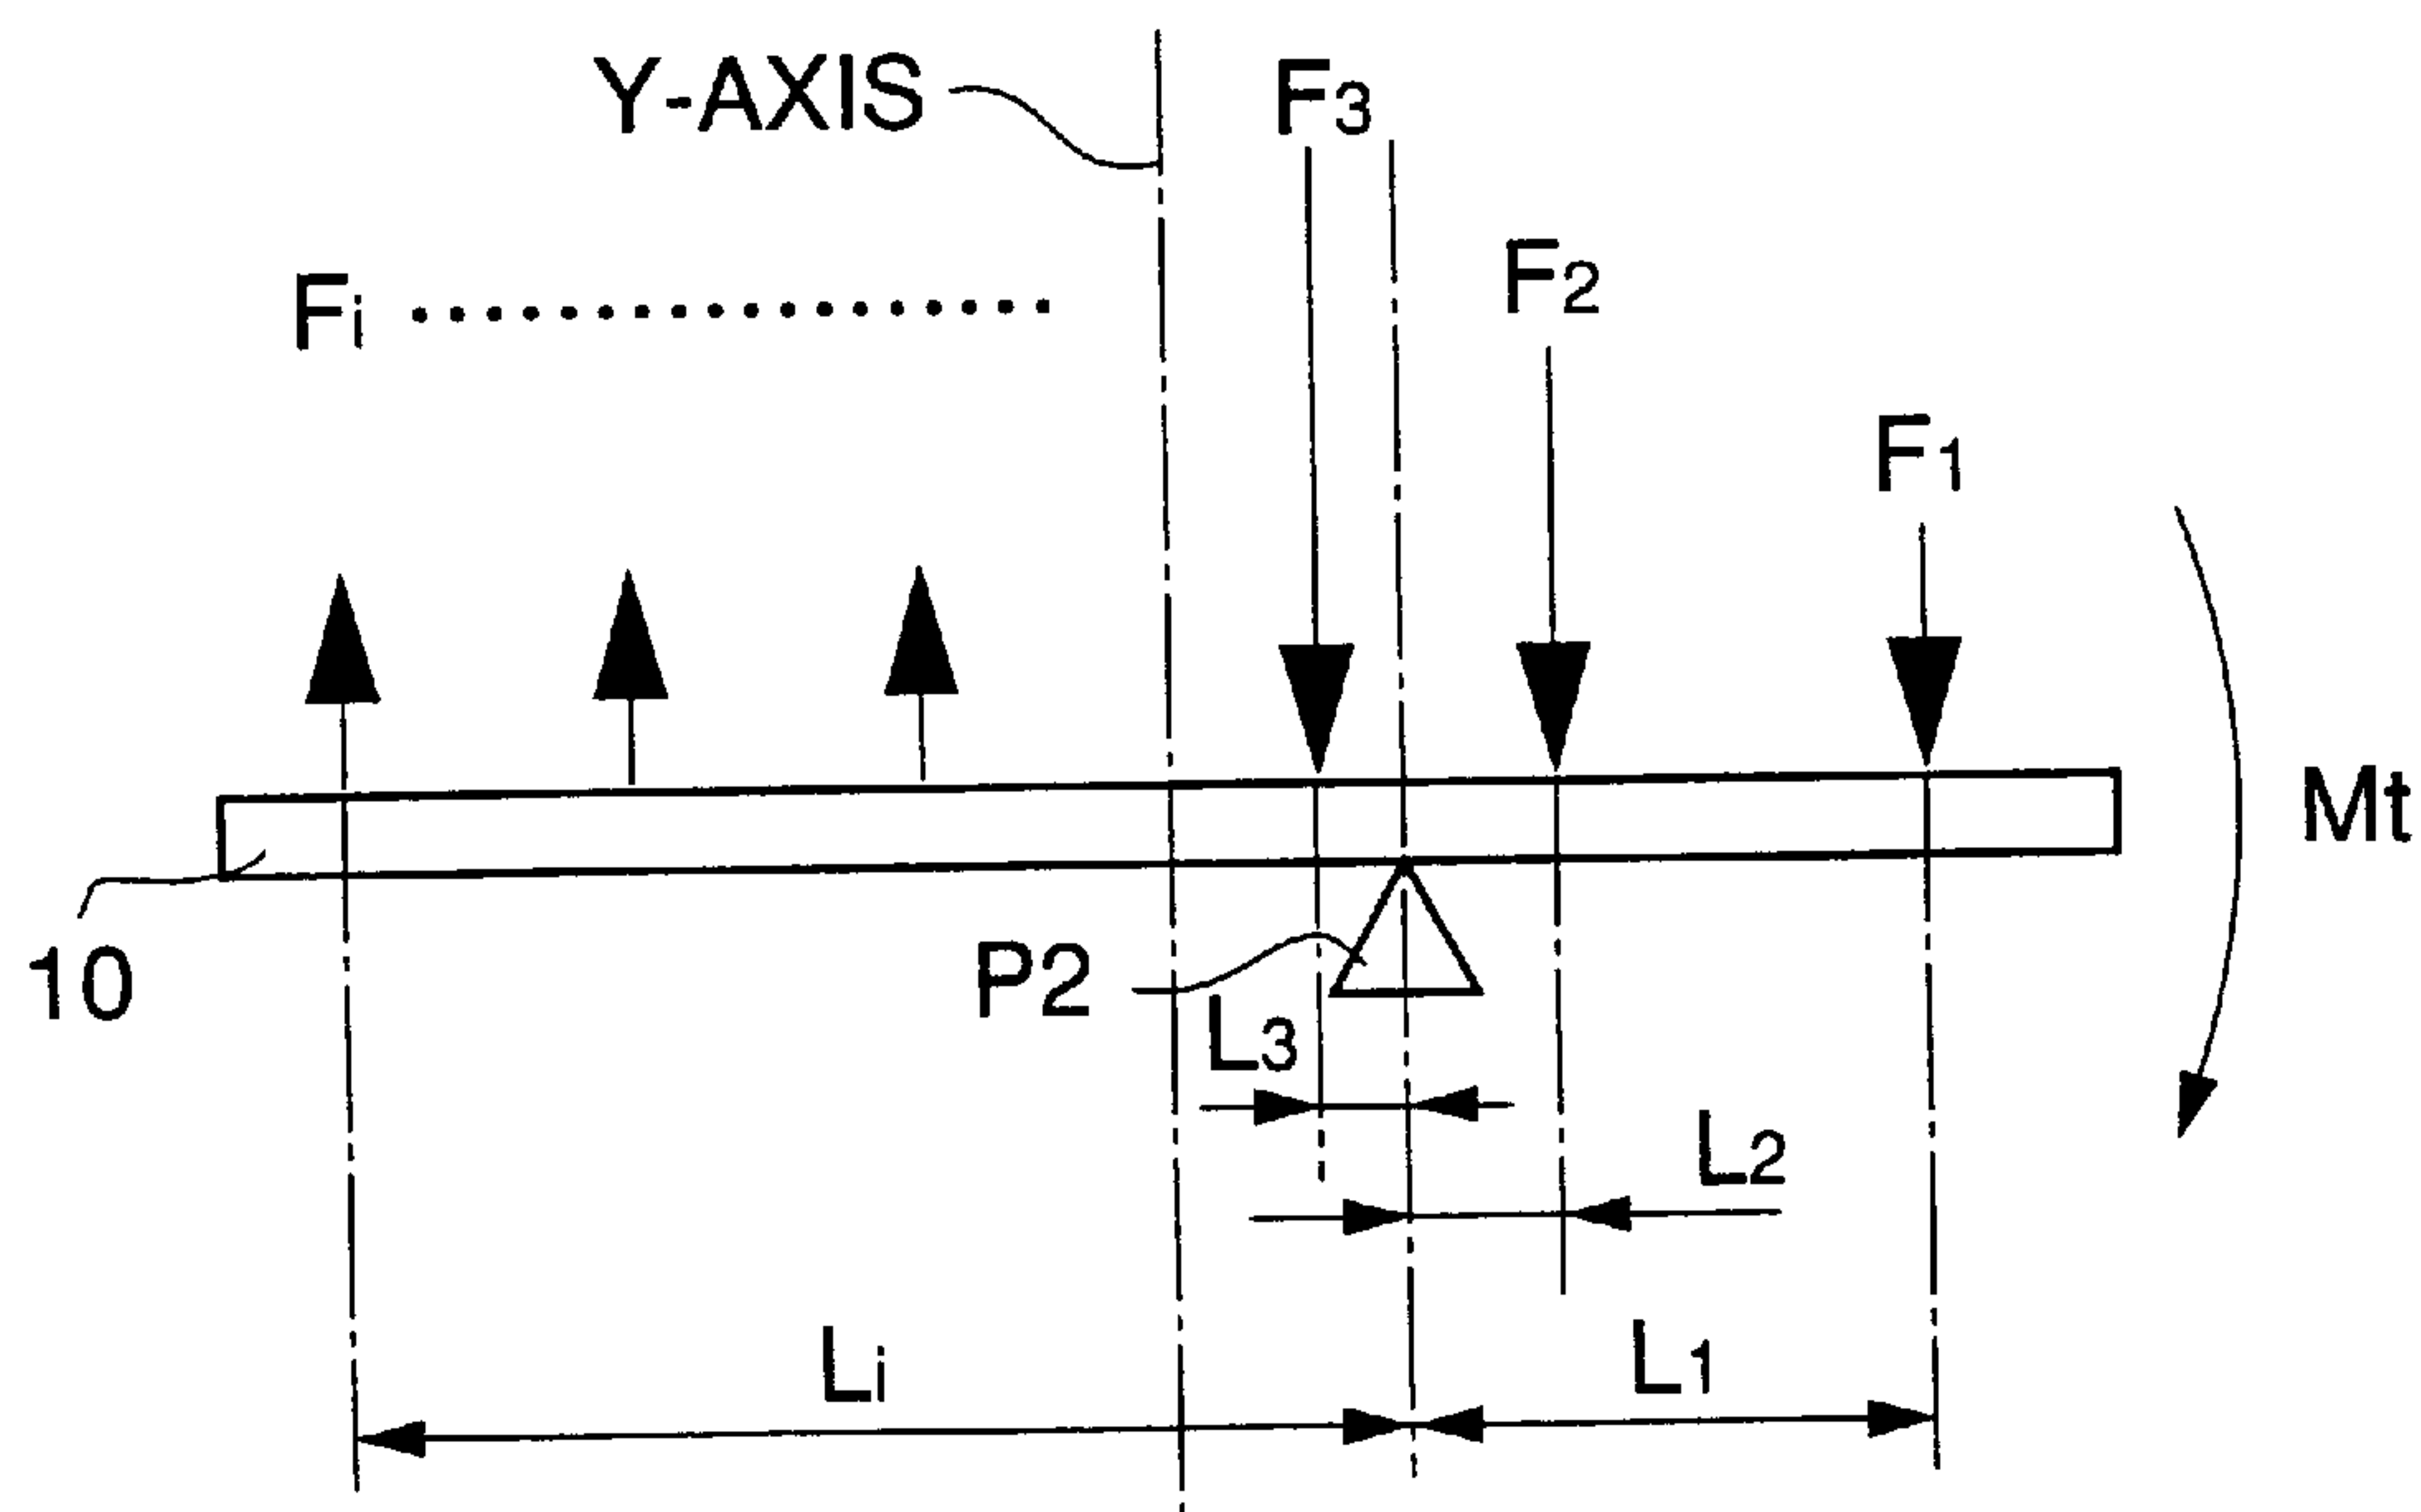 Y-AXIS
F3
Fi ..................
F2
F1
Mt
10
P2
L3
L2
Li
L1